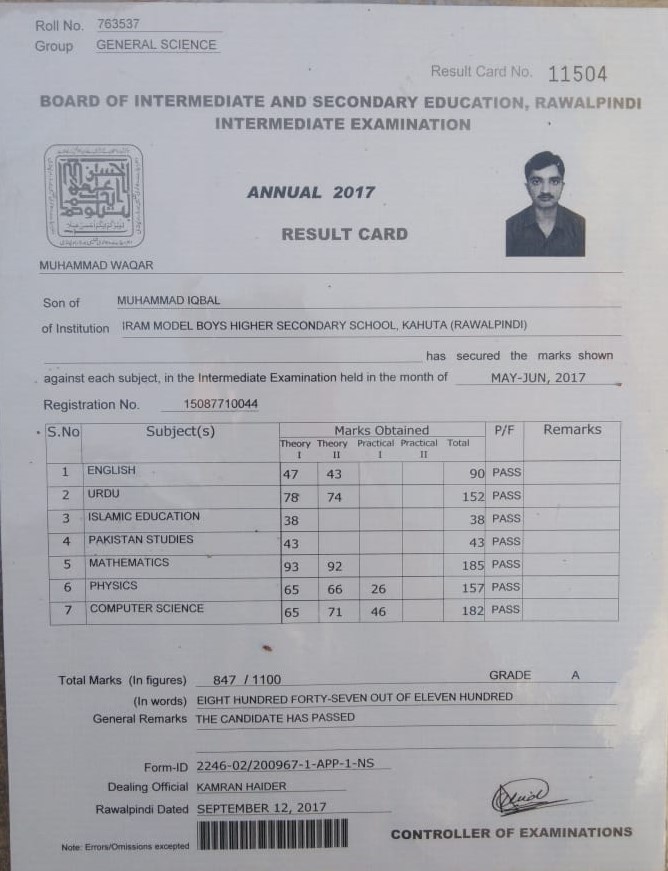 Roll No. 763537
Group GENERAL SCIENCE
Result Card No. 11504
BOARD OF INTERMEDIATE AND SECONDARY EDUCATION, RAWALPINDI
INTERMEDIATE EXAMINATION
ANNUAL 2017
RESULT CARD
MUHAMMAD WAQAR
Son of MUHAMMAD IQBAL
of Institution IRAM MODEL BOYS HIGHER SECONDARY SCHOOL, KAHUTA (RAWALPINDI)
has secured the marks shown
against each subject, in the Intermediate Examination held in the month of MAY-JUN, 2017
Registration No. 15087710044
S.No Subject(s) Marks Obtained P/F Remarks
Theory Theory Practical Practical Total
I II I II
1 ENGLISH 47 43 90 PASS
2 URDU 78 74 152 PASS
3 ISLAMIC EDUCATION 38 38 PASS
4 PAKISTAN STUDIES 43 43 PASS
5 MATHEMATICS 93 92 185 PASS
6 PHYSICS 65 66 26 157 PASS
7 COMPUTER SCIENCE 65 71 46 182 PASS
Total Marks (In figures) 847 / 1100 GRADE A
(In words) EIGHT HUNDRED FORTY-SEVEN OUT OF ELEVEN HUNDRED
General Remarks THE CANDIDATE HAS PASSED
Form-ID 2246-02/200967-1-APP-1-NS
Dealing Official KAMRAN HAIDER
Rawalpindi Dated SEPTEMBER 12, 2017
CONTROLLER OF EXAMINATIONS
Note: Errors/Omissions excepted